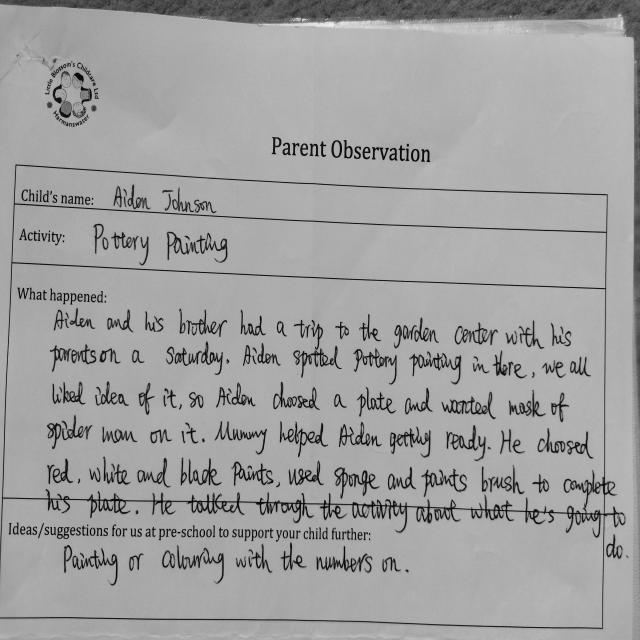 Little Blossom's Childcare Ltd
Harmanswater
Parent Observation
Child's name: Aiden Johnson
Activity: Pottery Painting
What happened:
Aiden and his brother had a trip to the garden center with his
parents on a Saturday. Aiden spotted Pottery painting in there, we all
liked idea of it, so Aiden choosed a plate and wanted mask of
spider man on it. Mummy helped Aiden getting ready. He choosed
red, white and black Paints, used sponge and paints brush to complete
his plate. He talked through the activity about what he's going to
do.
Ideas/suggestions for us at pre-school to support your child further:
Painting or colouring with the numbers on.